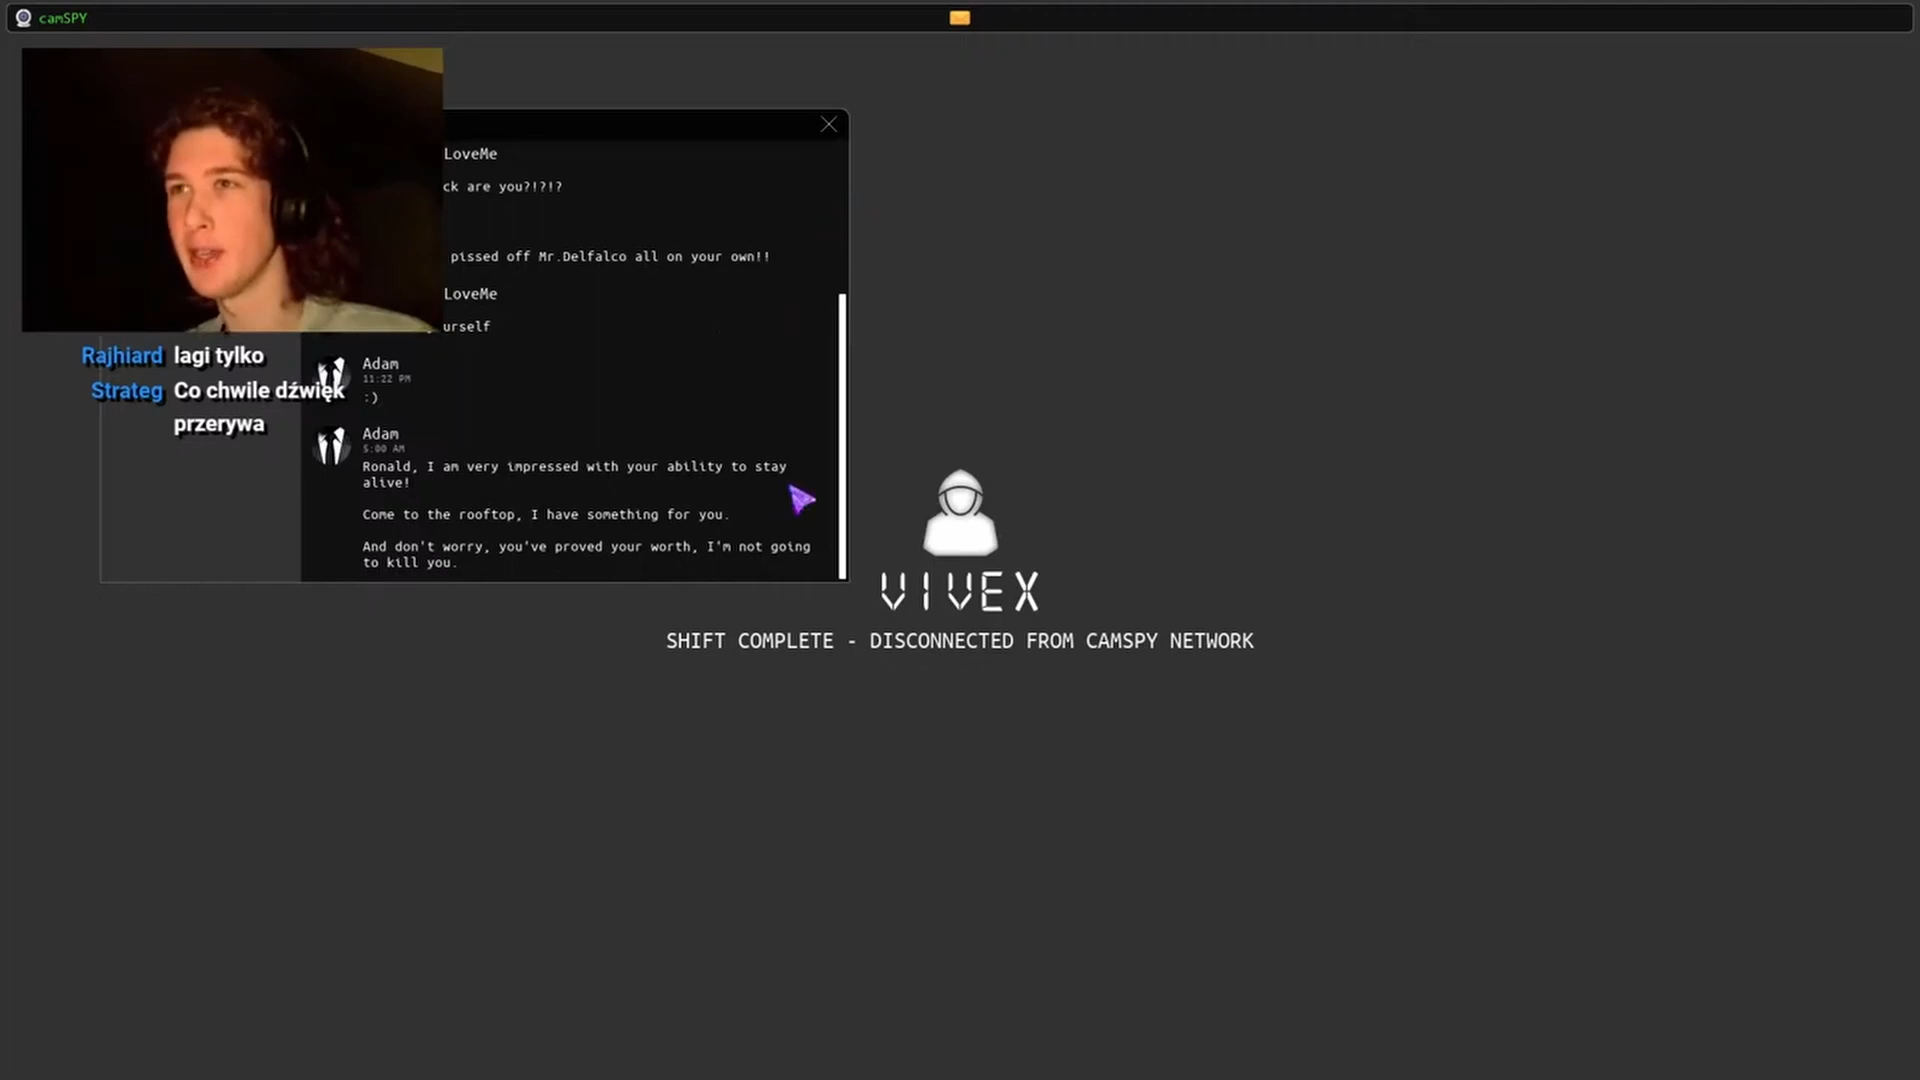 camSPY
LoveMe
ck are you?!?!?
pissed off Mr.Delfalco all on your own!!
LoveMe
urself
Rajhiard lagi tylko
Strateg Co chwile dźwięk
przerywa
Adam
11:22 PM
:)
Adam
5:00 AM
Ronald, I am very impressed with your ability to stay
alive!
Come to the rooftop, I have something for you.
And don't worry, you've proved your worth, I'm not going
to kill you.
VIVEX
SHIFT COMPLETE - DISCONNECTED FROM CAMSPY NETWORK